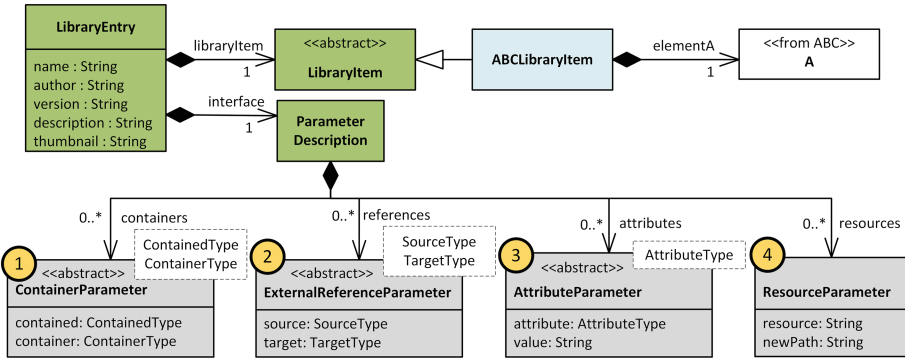 LibraryEntry
name : String
author : String
version : String
description : String
thumbnail : String
libraryItem
1
<<abstract>>
LibraryItem
ABCLibraryItem
elementA
1
<<from ABC>>
A
interface
1
Parameter
Description
0..* containers
0..* references
0..* attributes
0..* resources
1
ContainedType
ContainerType
<<abstract>>
ContainerParameter
contained: ContainedType
container: ContainerType
2
SourceType
TargetType
<<abstract>>
ExternalReferenceParameter
source: SourceType
target: TargetType
3
AttributeType
<<abstract>>
AttributeParameter
attribute: AttributeType
value: String
4
ResourceParameter
resource: String
newPath: String